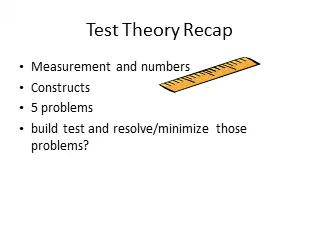 Test Theory Recap
• Measurement and numbers
• Constructs
• 5 problems
• build test and resolve/minimize those
problems?